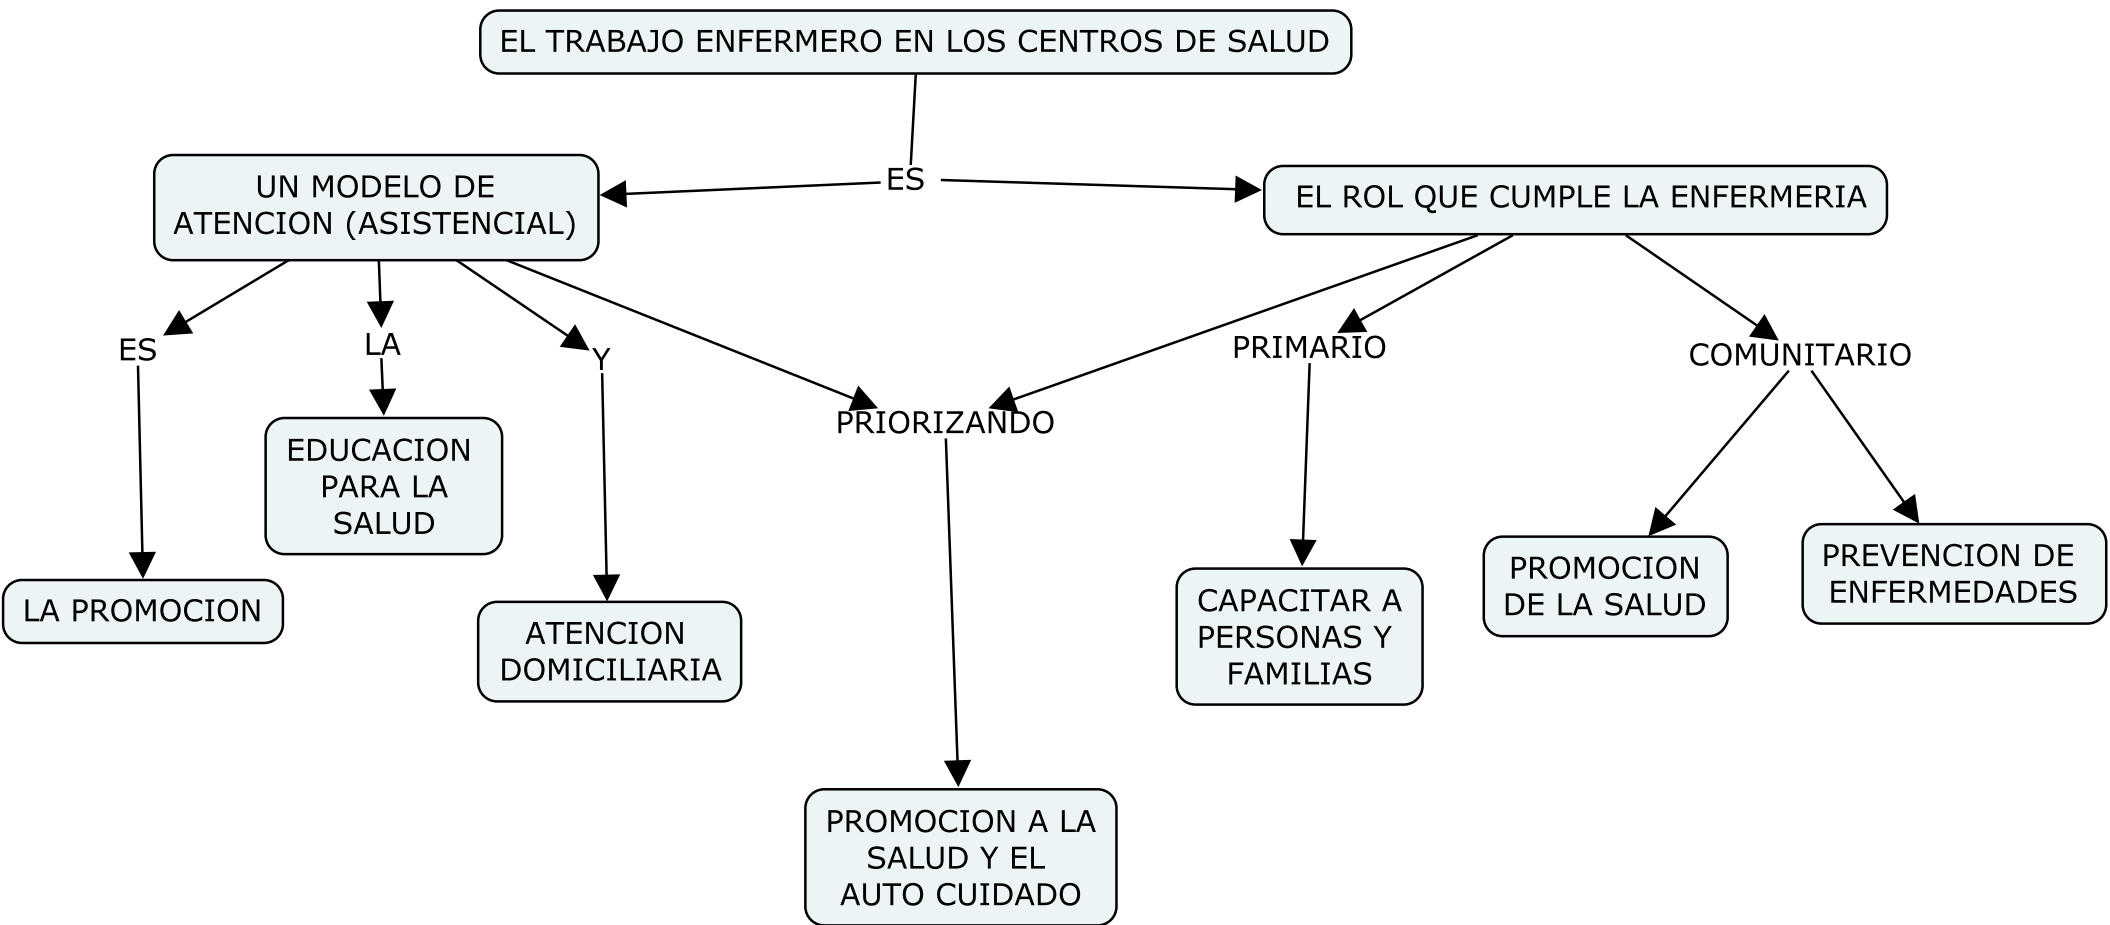 EL TRABAJO ENFERMERO EN LOS CENTROS DE SALUD
ES
UN MODELO DE
ATENCION (ASISTENCIAL)
EL ROL QUE CUMPLE LA ENFERMERIA
ES
LA
Y
PRIORIZANDO
PRIMARIO
COMUNITARIO
LA PROMOCION
EDUCACION
PARA LA
SALUD
ATENCION
DOMICILIARIA
PROMOCION A LA
SALUD Y EL
AUTO CUIDADO
CAPACITAR A
PERSONAS Y
FAMILIAS
PROMOCION
DE LA SALUD
PREVENCION DE
ENFERMEDADES